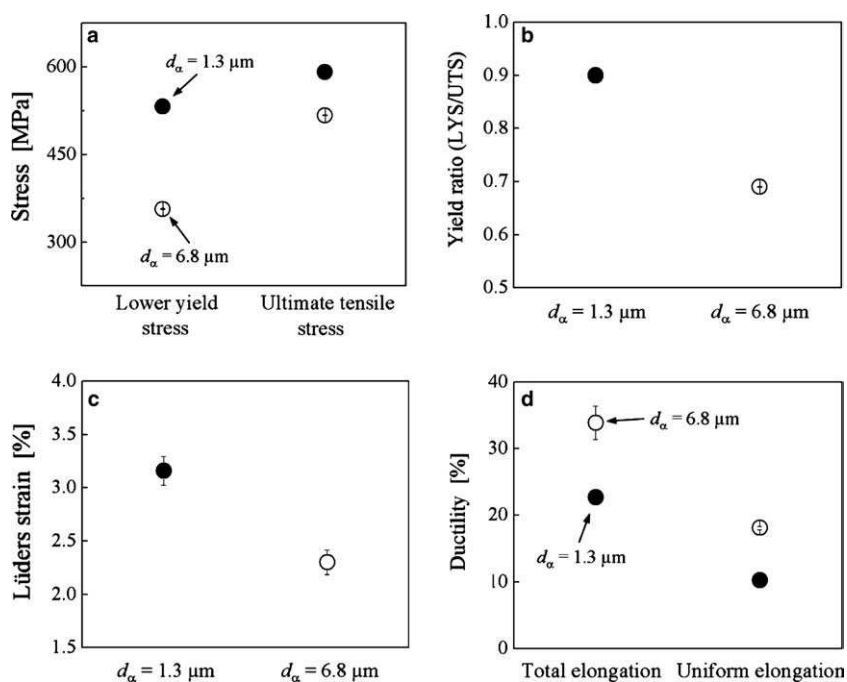 a
Stress [MPa]
600
450
300
dα = 1.3 µm
dα = 6.8 µm
Lower yield
stress
Ultimate tensile
stress
b
Yield ratio (LYS/UTS)
1.0
0.9
0.8
0.7
0.6
0.5
dα = 1.3 µm
dα = 6.8 µm
c
Lüders strain [%]
4.0
3.5
3.0
2.5
2.0
1.5
dα = 1.3 µm
dα = 6.8 µm
d
Ductility [%]
40
30
20
10
0
dα = 6.8 µm
dα = 1.3 µm
Total elongation
Uniform elongation